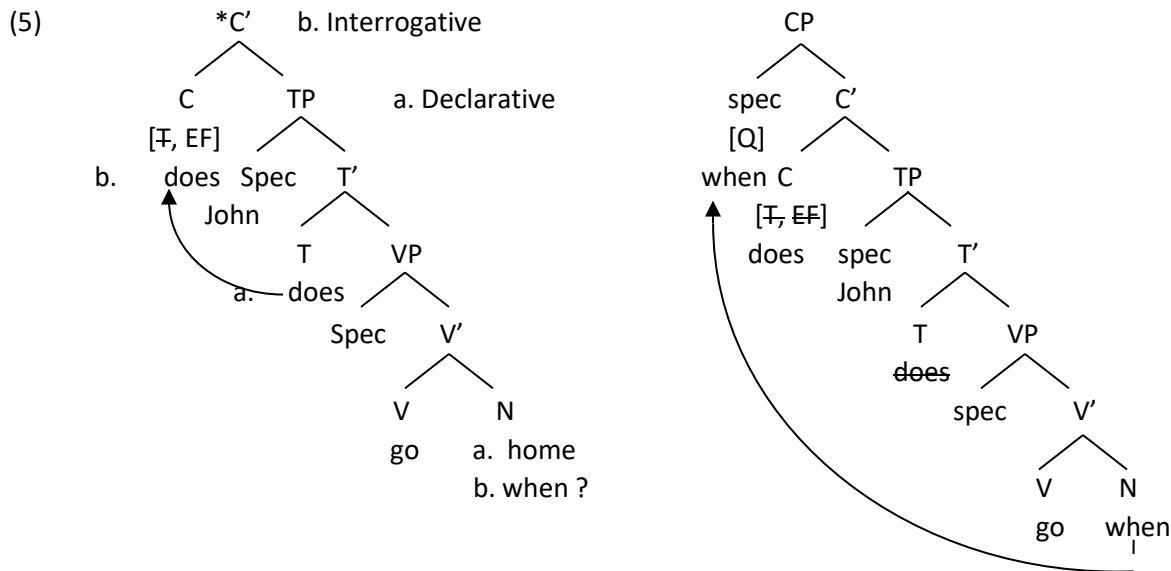 (5) *C’ b. Interrogative CP
C TP a. Declarative spec C’
[T, EF] [Q]
b. does Spec T’ when C TP
John [T, EF]
T VP does spec T’
a. does John
Spec V’ T VP
does
V N spec V’
go a. home
b. when ? V N
go when